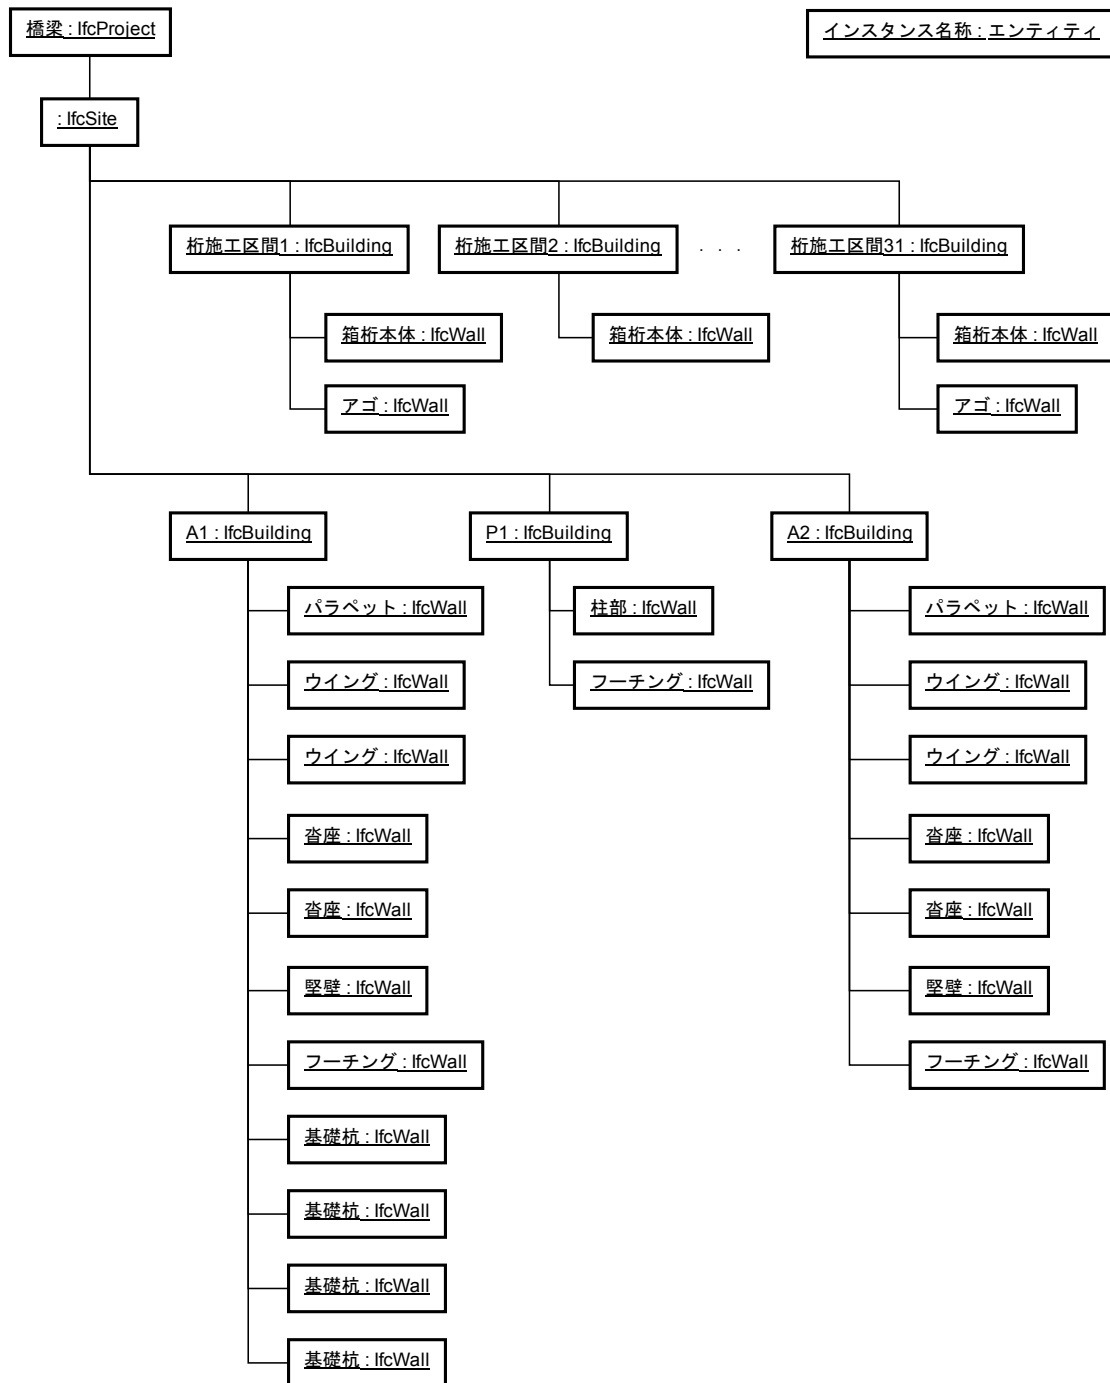 橋梁 : IfcProject
インスタンス名称 : エンティティ
: IfcSite
桁施工区間1 : IfcBuilding
桁施工区間2 : IfcBuilding
. . .
桁施工区間31 : IfcBuilding
箱桁本体 : IfcWall
箱桁本体 : IfcWall
箱桁本体 : IfcWall
アゴ : IfcWall
アゴ : IfcWall
A1 : IfcBuilding
P1 : IfcBuilding
A2 : IfcBuilding
パラペット : IfcWall
柱部 : IfcWall
パラペット : IfcWall
ウイング : IfcWall
フーチング : IfcWall
ウイング : IfcWall
ウイング : IfcWall
ウイング : IfcWall
沓座 : IfcWall
沓座 : IfcWall
沓座 : IfcWall
沓座 : IfcWall
堅壁 : IfcWall
堅壁 : IfcWall
フーチング : IfcWall
フーチング : IfcWall
基礎杭 : IfcWall
基礎杭 : IfcWall
基礎杭 : IfcWall
基礎杭 : IfcWall